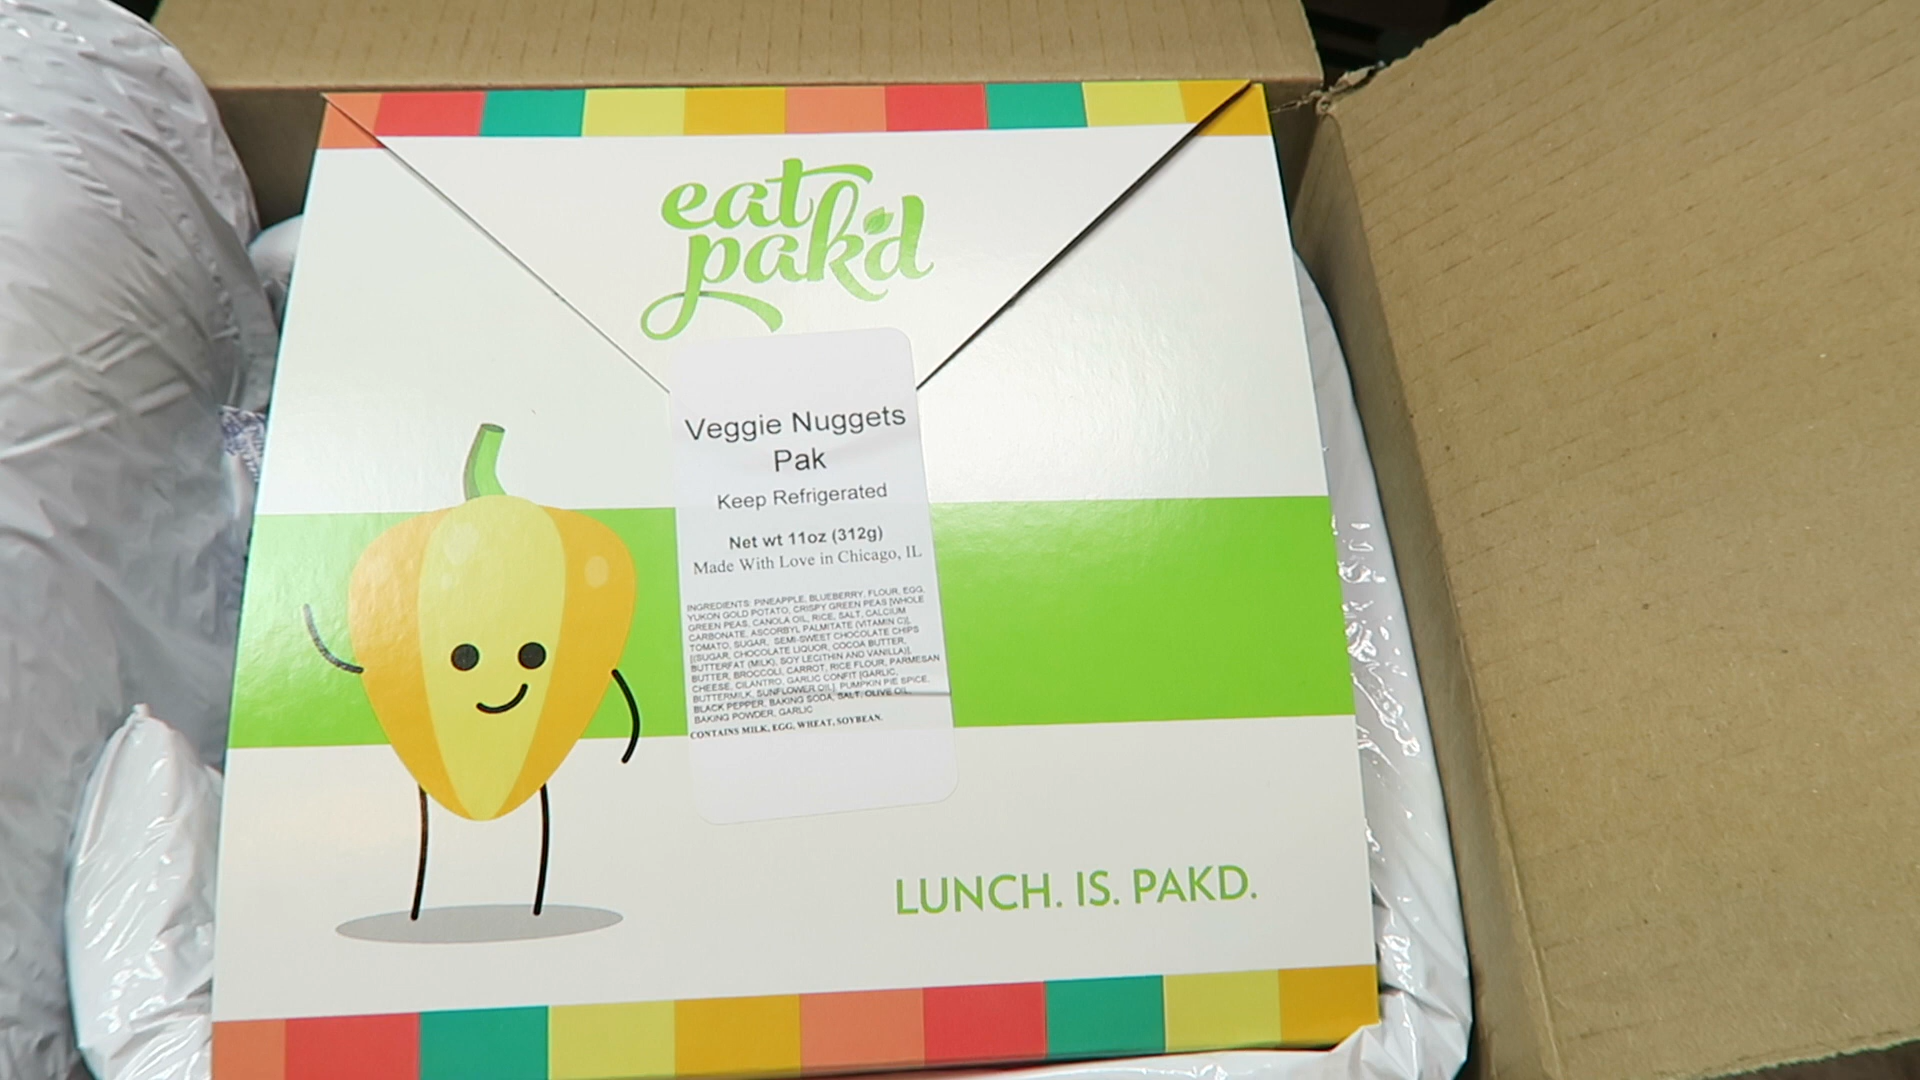 eat
pak'd
Veggie Nuggets
Pak
Keep Refrigerated
Net wt 11oz (312g)
Made With Love in Chicago, IL
INGREDIENTS: PINEAPPLE, BLUEBERRY, FLOUR, EGG,
YUKON GOLD POTATO, CRISPY GREEN PEAS [WHOLE
GREEN PEAS, CANOLA OIL, RICE, SALT, CALCIUM
CARBONATE, ASCORBYL PALMITATE (VITAMIN C)],
TOMATO, SUGAR, SEMI-SWEET CHOCOLATE CHIPS
[(SUGAR, CHOCOLATE LIQUOR, COCOA BUTTER,
BUTTERFAT (MILK), SOY LECITHIN AND VANILLA)],
BUTTER, BROCCOLI, CARROT, RICE FLOUR, PARMESAN
CHEESE, CILANTRO, GARLIC CONFIT [GARLIC,
BUTTERMILK, SUNFLOWER OIL], PUMPKIN PIE SPICE,
BLACK PEPPER, BAKING SODA, SALT, OLIVE OIL,
BAKING POWDER, GARLIC
CONTAINS MILK, EGG, WHEAT, SOYBEAN.
LUNCH. IS. PAKD.